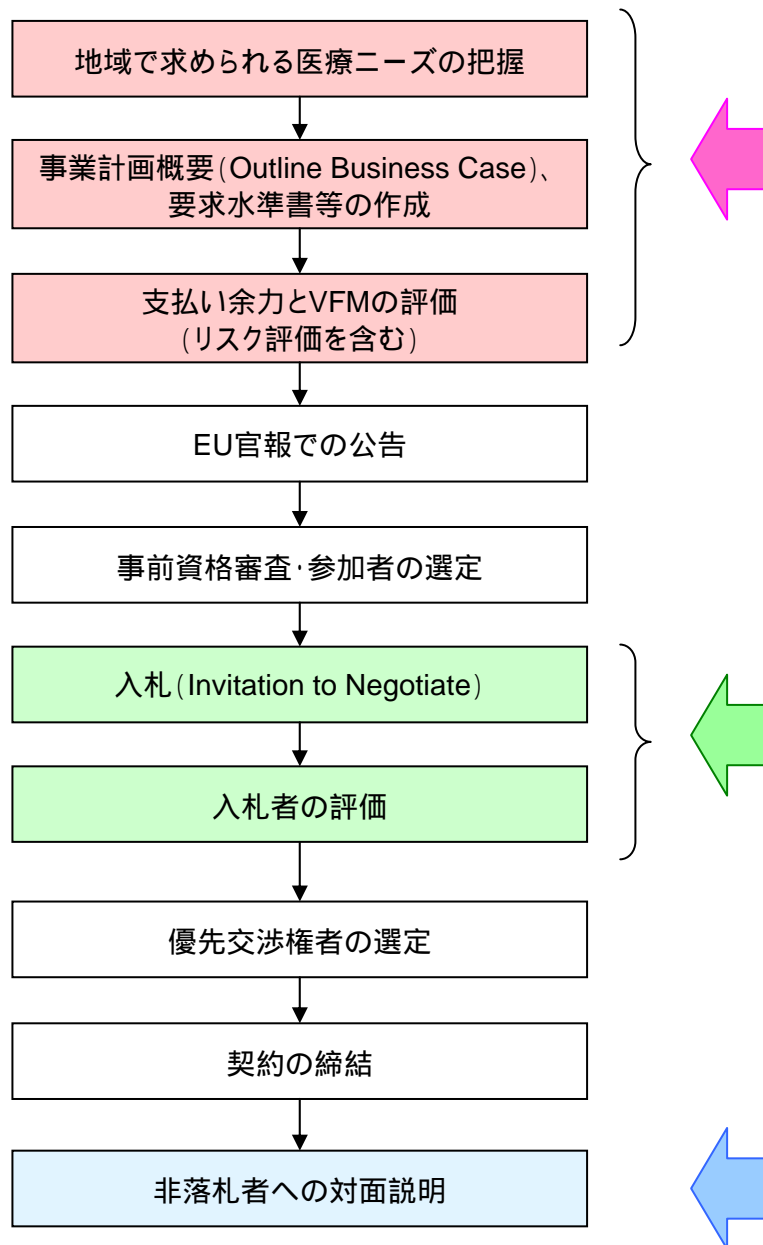 地域で求められる医療ニーズの把握
事業計画概要(Outline Business Case)、
要求水準書等の作成
支払い余力とVFMの評価
(リスク評価を含む)
EU官報での公告
事前資格審査・参加者の選定
入札(Invitation to Negotiate)
入札者の評価
優先交渉権者の選定
契約の締結
非落札者への対面説明